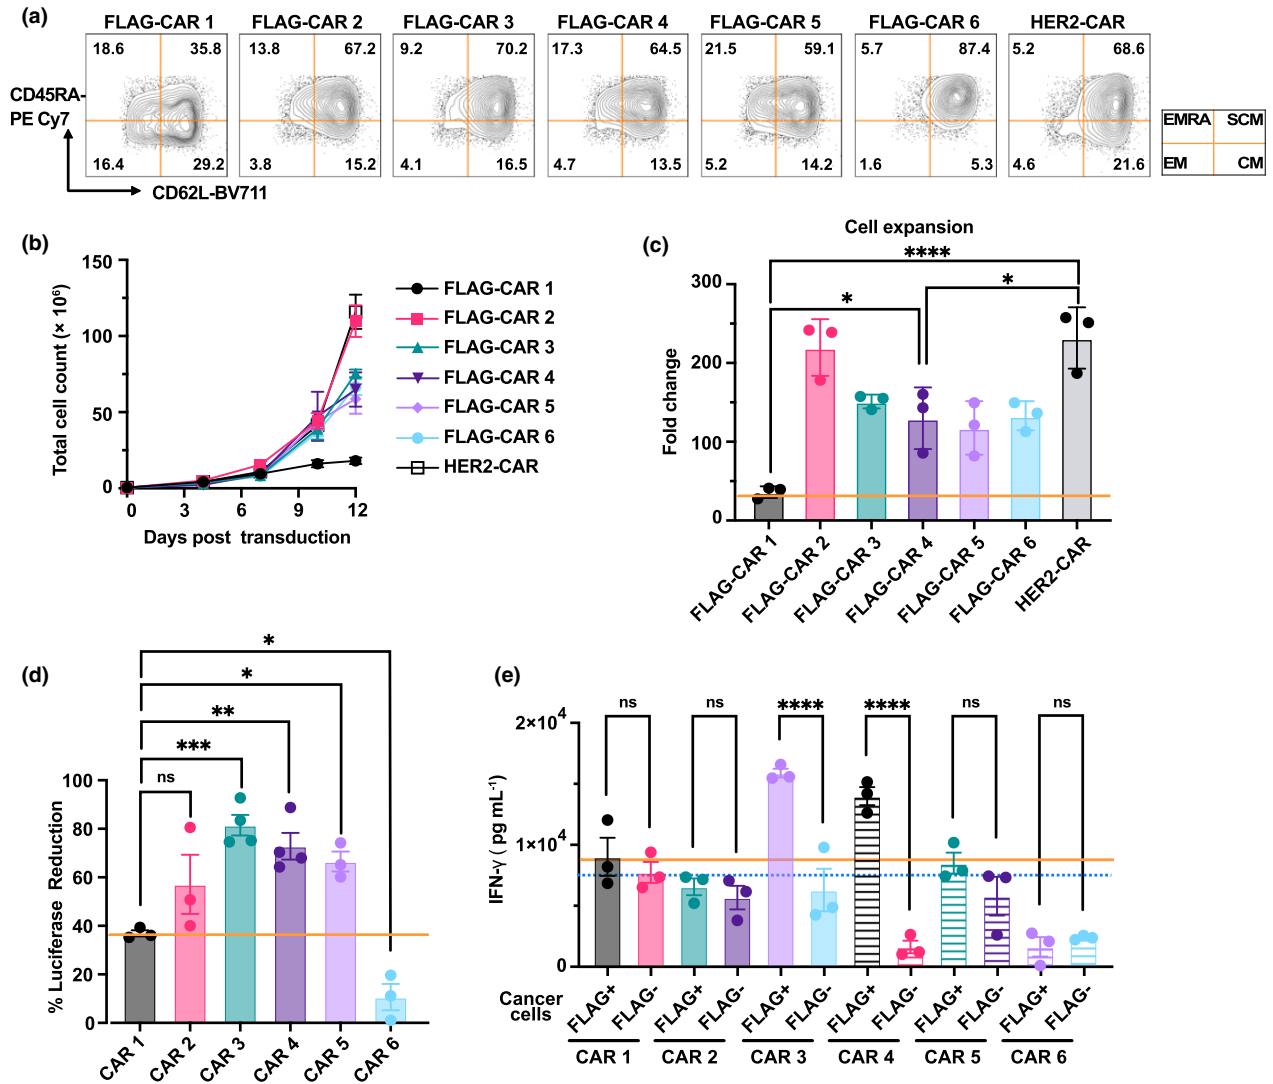 (a)
FLAG-CAR 1 FLAG-CAR 2 FLAG-CAR 3 FLAG-CAR 4 FLAG-CAR 5 FLAG-CAR 6 HER2-CAR
18.6 35.8 13.8 67.2 9.2 70.2 17.3 64.5 21.5 59.1 5.7 87.4 5.2 68.6
CD45RA-
PE Cy7
16.4 29.2 3.8 15.2 4.1 16.5 4.7 13.5 5.2 14.2 1.6 5.3 4.6 21.6
CD62L-BV711
EMRA SCM
EM CM
(b)
Total cell count (× 10⁶)
150
100
50
0
0 3 6 9 12
Days post transduction
FLAG-CAR 1
FLAG-CAR 2
FLAG-CAR 3
FLAG-CAR 4
FLAG-CAR 5
FLAG-CAR 6
HER2-CAR
(c)
Cell expansion
****
*
*
Fold change
300
200
100
0
FLAG-CAR 1
FLAG-CAR 2
FLAG-CAR 3
FLAG-CAR 4
FLAG-CAR 5
FLAG-CAR 6
HER2-CAR
(d)
*
*
**
***
ns
% Luciferase Reduction
100
80
60
40
20
0
CAR 1
CAR 2
CAR 3
CAR 4
CAR 5
CAR 6
(e)
ns ns **** **** ns ns
IFN-γ ( pg mL⁻¹)
2×10⁴
1×10⁴
0
Cancer
cells
FLAG+ FLAG- FLAG+ FLAG- FLAG+ FLAG- FLAG+ FLAG- FLAG+ FLAG- FLAG+ FLAG-
CAR 1 CAR 2 CAR 3 CAR 4 CAR 5 CAR 6